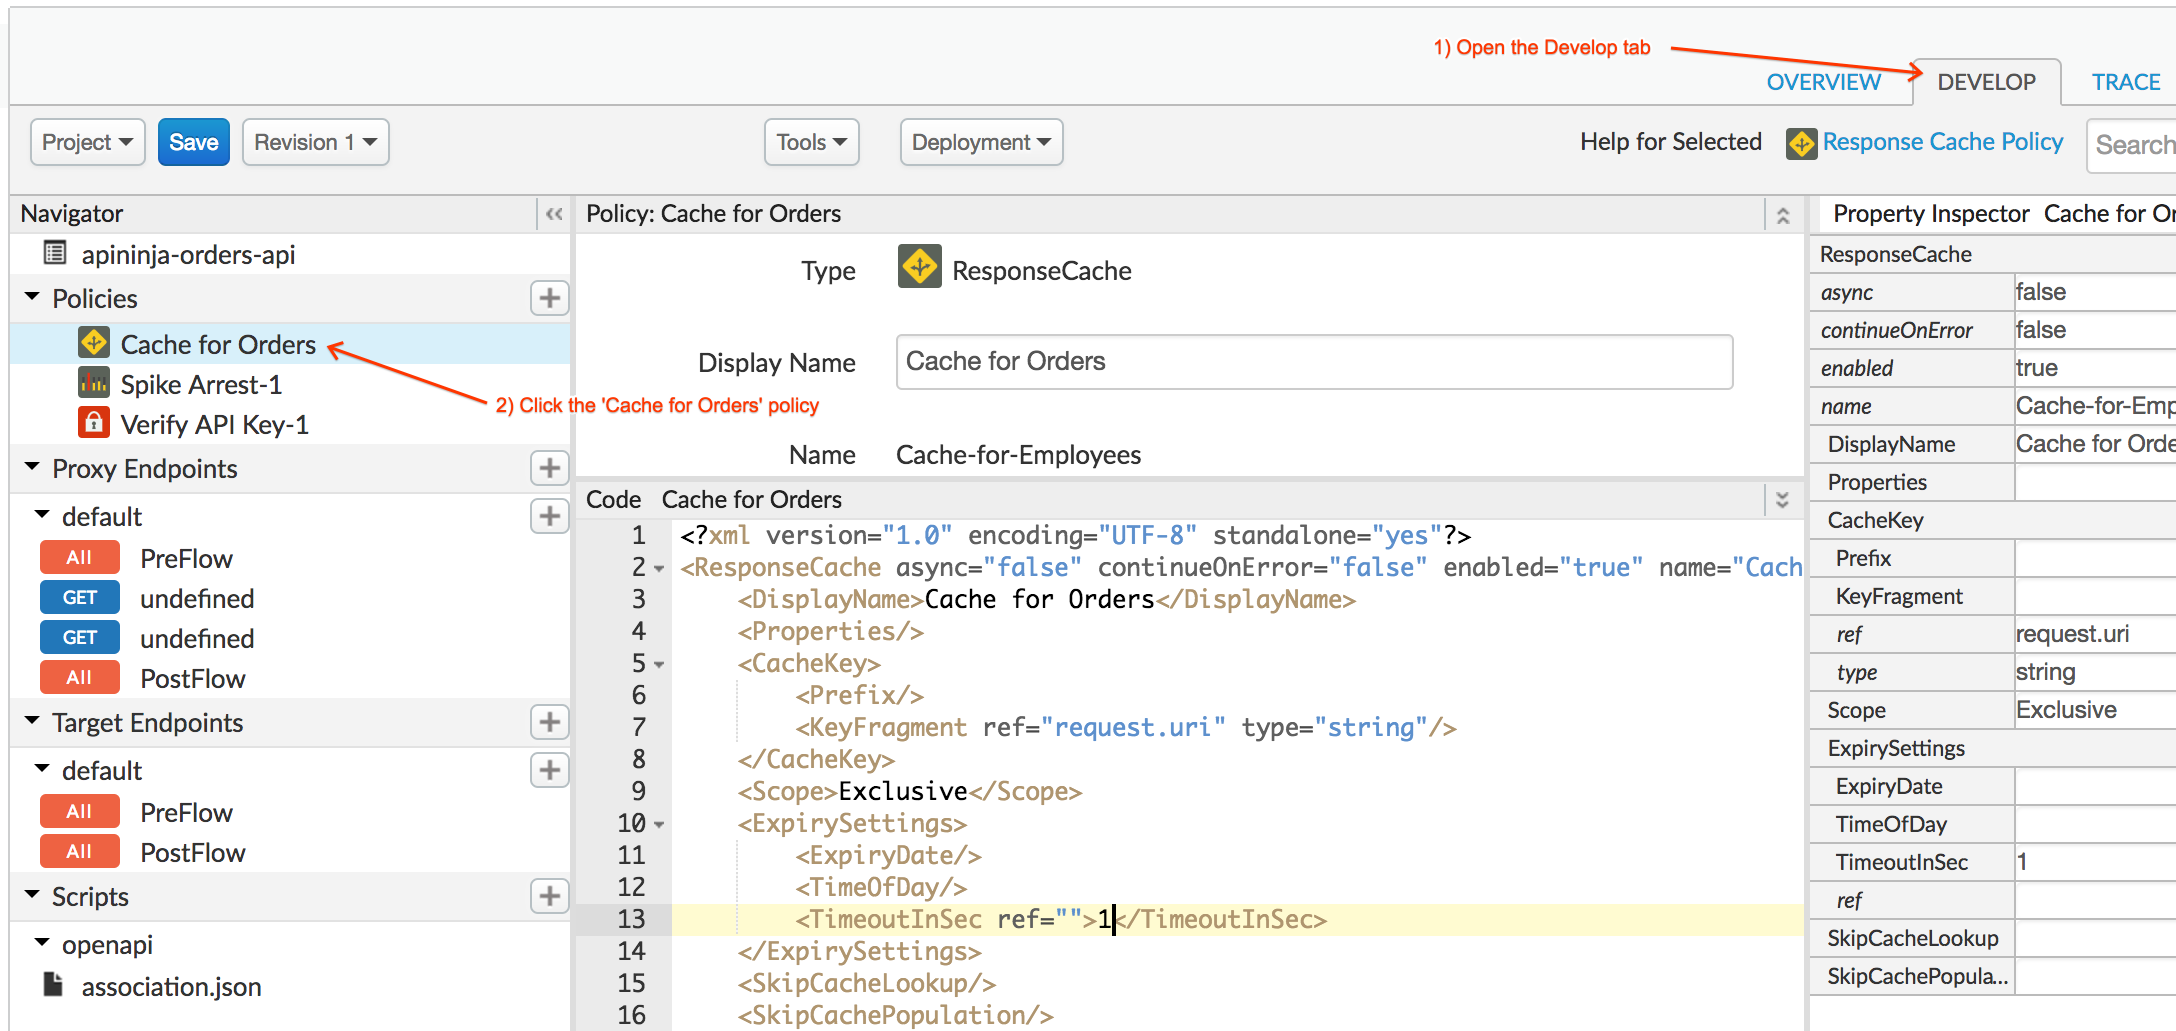 1) Open the Develop tab
OVERVIEW DEVELOP TRACE
Project Save Revision 1 Tools Deployment Help for Selected Response Cache Policy Search
Navigator
apininja-orders-api
Policies
Cache for Orders
Spike Arrest-1
Verify API Key-1
2) Click the 'Cache for Orders' policy
Proxy Endpoints
default
All PreFlow
GET undefined
GET undefined
All PostFlow
Target Endpoints
default
All PreFlow
All PostFlow
Scripts
openapi
association.json
Policy: Cache for Orders
Type ResponseCache
Display Name Cache for Orders
Name Cache-for-Employees
Code Cache for Orders
1 <?xml version="1.0" encoding="UTF-8" standalone="yes"?>
2 <ResponseCache async="false" continueOnError="false" enabled="true" name="Cach
3 <DisplayName>Cache for Orders</DisplayName>
4 <Properties/>
5 <CacheKey>
6 <Prefix/>
7 <KeyFragment ref="request.uri" type="string"/>
8 </CacheKey>
9 <Scope>Exclusive</Scope>
10 <ExpirySettings>
11 <ExpiryDate/>
12 <TimeOfDay/>
13 <TimeoutInSec ref="">1</TimeoutInSec>
14 </ExpirySettings>
15 <SkipCacheLookup/>
16 <SkipCachePopulation/>
Property Inspector Cache for Or
ResponseCache
async false
continueOnError false
enabled true
name Cache-for-Emp
DisplayName Cache for Orde
Properties
CacheKey
Prefix
KeyFragment
ref request.uri
type string
Scope Exclusive
ExpirySettings
ExpiryDate
TimeOfDay
TimeoutInSec 1
ref
SkipCacheLookup
SkipCachePopula...